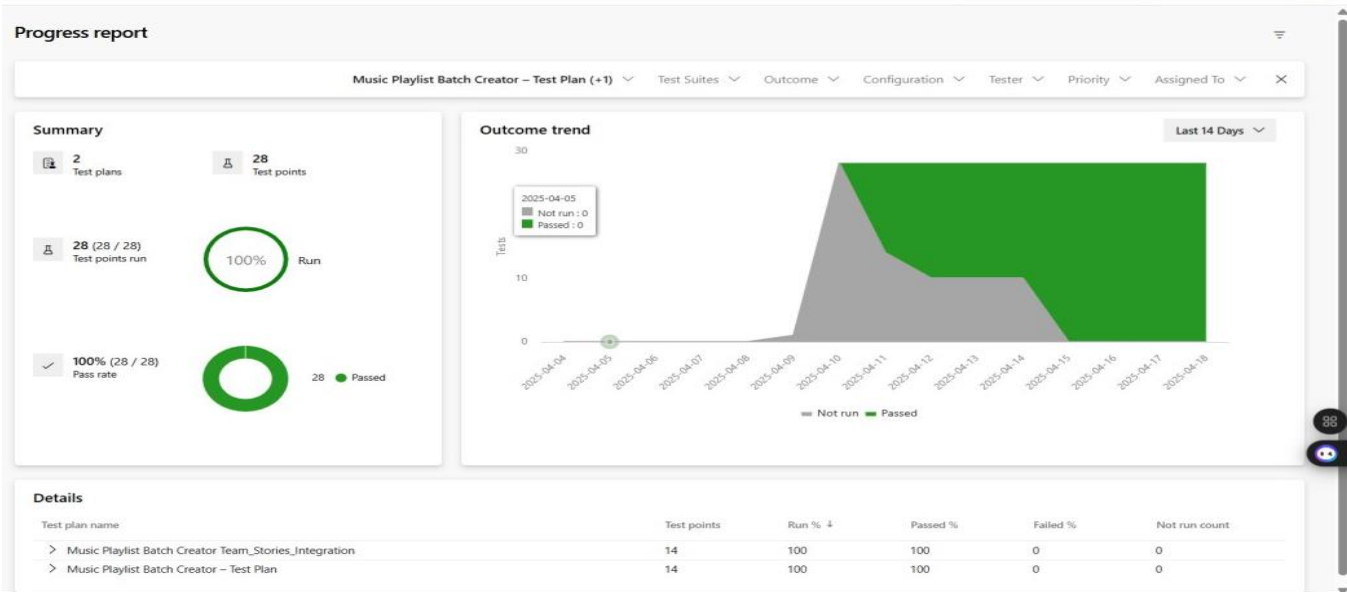 Progress report
Music Playlist Batch Creator – Test Plan (+1) Test Suites Outcome Configuration Tester Priority Assigned To
Summary
2
Test plans
28
Test points
28 (28 / 28)
Test points run
100%
Run
100% (28 / 28)
Pass rate
28 Passed
Outcome trend
Last 14 Days
30
2025-04-05
Not run : 0
Passed : 0
Tests
10
0
2025-04-04
2025-04-05
2025-04-06
2025-04-07
2025-04-08
2025-04-09
2025-04-10
2025-04-11
2025-04-12
2025-04-13
2025-04-14
2025-04-15
2025-04-16
2025-04-17
2025-04-18
Not run Passed
Details
Test plan name Test points Run % Passed % Failed % Not run count
Music Playlist Batch Creator Team_Stories_Integration 14 100 100 0 0
Music Playlist Batch Creator – Test Plan 14 100 100 0 0